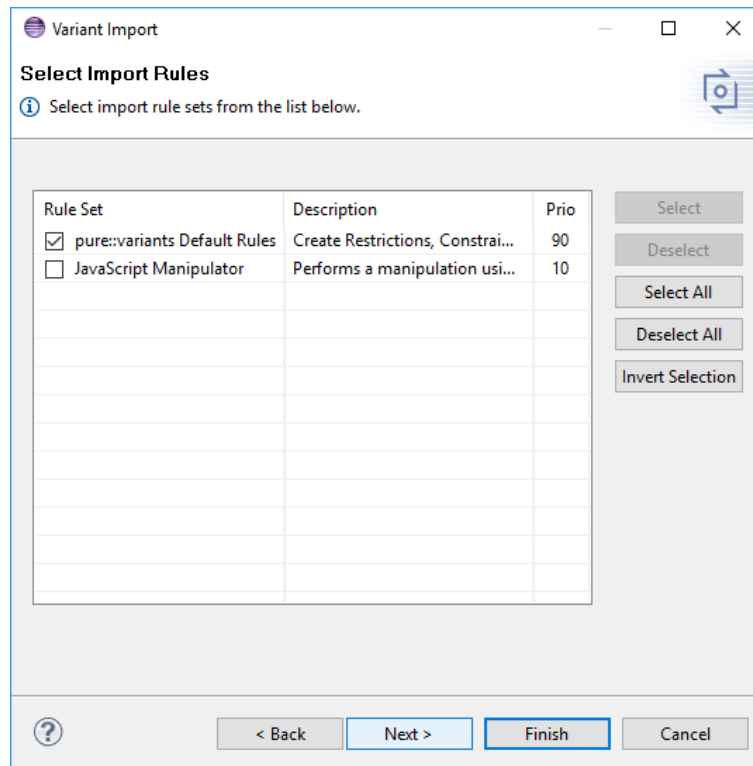 Variant Import
Select Import Rules
Select import rule sets from the list below.
Rule Set Description Prio
pure::variants Default Rules Create Restrictions, Constrai... 90
JavaScript Manipulator Performs a manipulation usi... 10
Select
Deselect
Select All
Deselect All
Invert Selection
? < Back Next > Finish Cancel